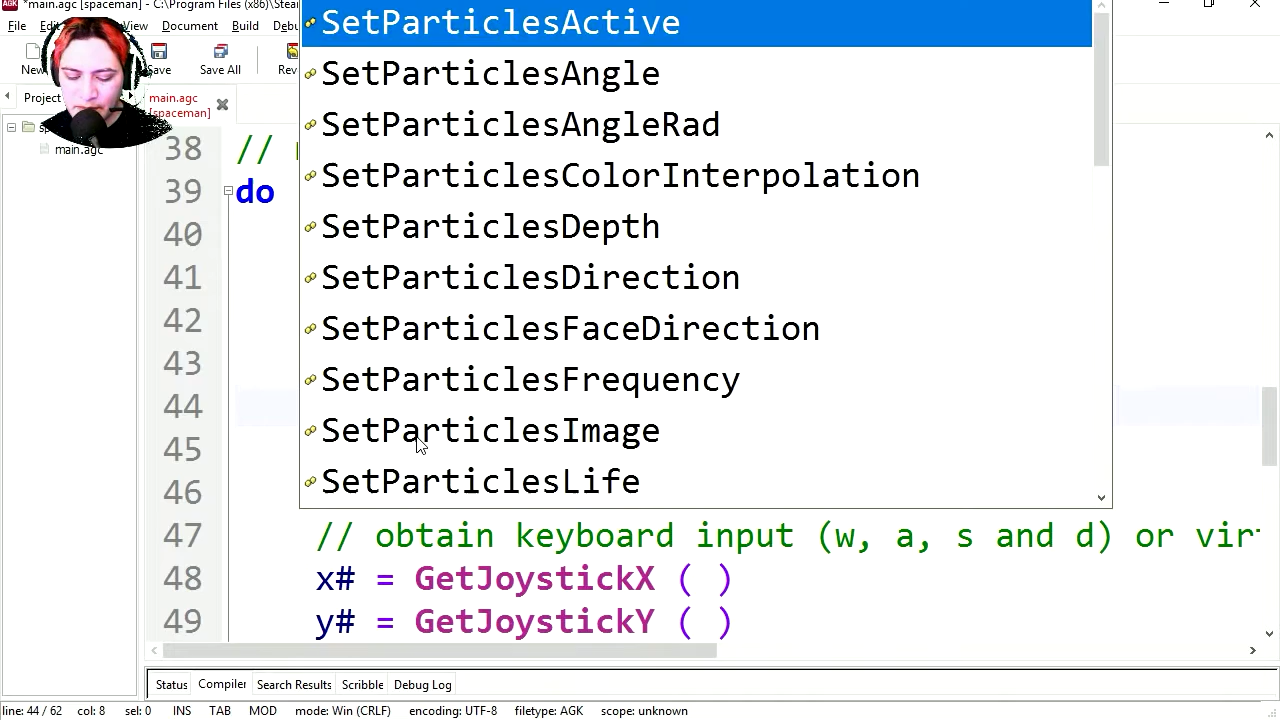 *main.agc [spaceman] - C:\Program Files (x86)\Stea
File Edit View Document Build Debu
New Save Save All Rev
Project
main.agc
[spaceman]
main.agc
SetParticlesActive
SetParticlesAngle
SetParticlesAngleRad
SetParticlesColorInterpolation
SetParticlesDepth
SetParticlesDirection
SetParticlesFaceDirection
SetParticlesFrequency
SetParticlesImage
SetParticlesLife
38 //
39 do
40
41
42
43
44
45
46
47 // obtain keyboard input (w, a, s and d) or vir
48 x# = GetJoystickX ( )
49 y# = GetJoystickY ( )
Status Compiler Search Results Scribble Debug Log
line: 44 / 62 col: 8 sel: 0 INS TAB MOD mode: Win (CRLF) encoding: UTF-8 filetype: AGK scope: unknown